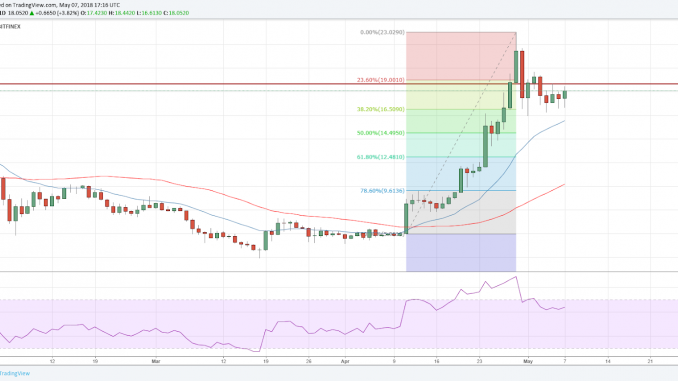 ed on TradingView.com, May 07, 2018 17:18 UTC
1D 18.0520 ▲ +0.6650 (+3.82%) O:17.4230 H:18.4420 L:16.6130 C:18.0520
BITFINEX
0.00%(23.0290)
23.60%(19.0010)
38.20%(16.5090)
50.00%(14.4950)
61.80%(12.4810)
78.60%(9.6136)
12 19 Mar 12 19 26 Apr 9 16 23 May 7 14 21
TradingView